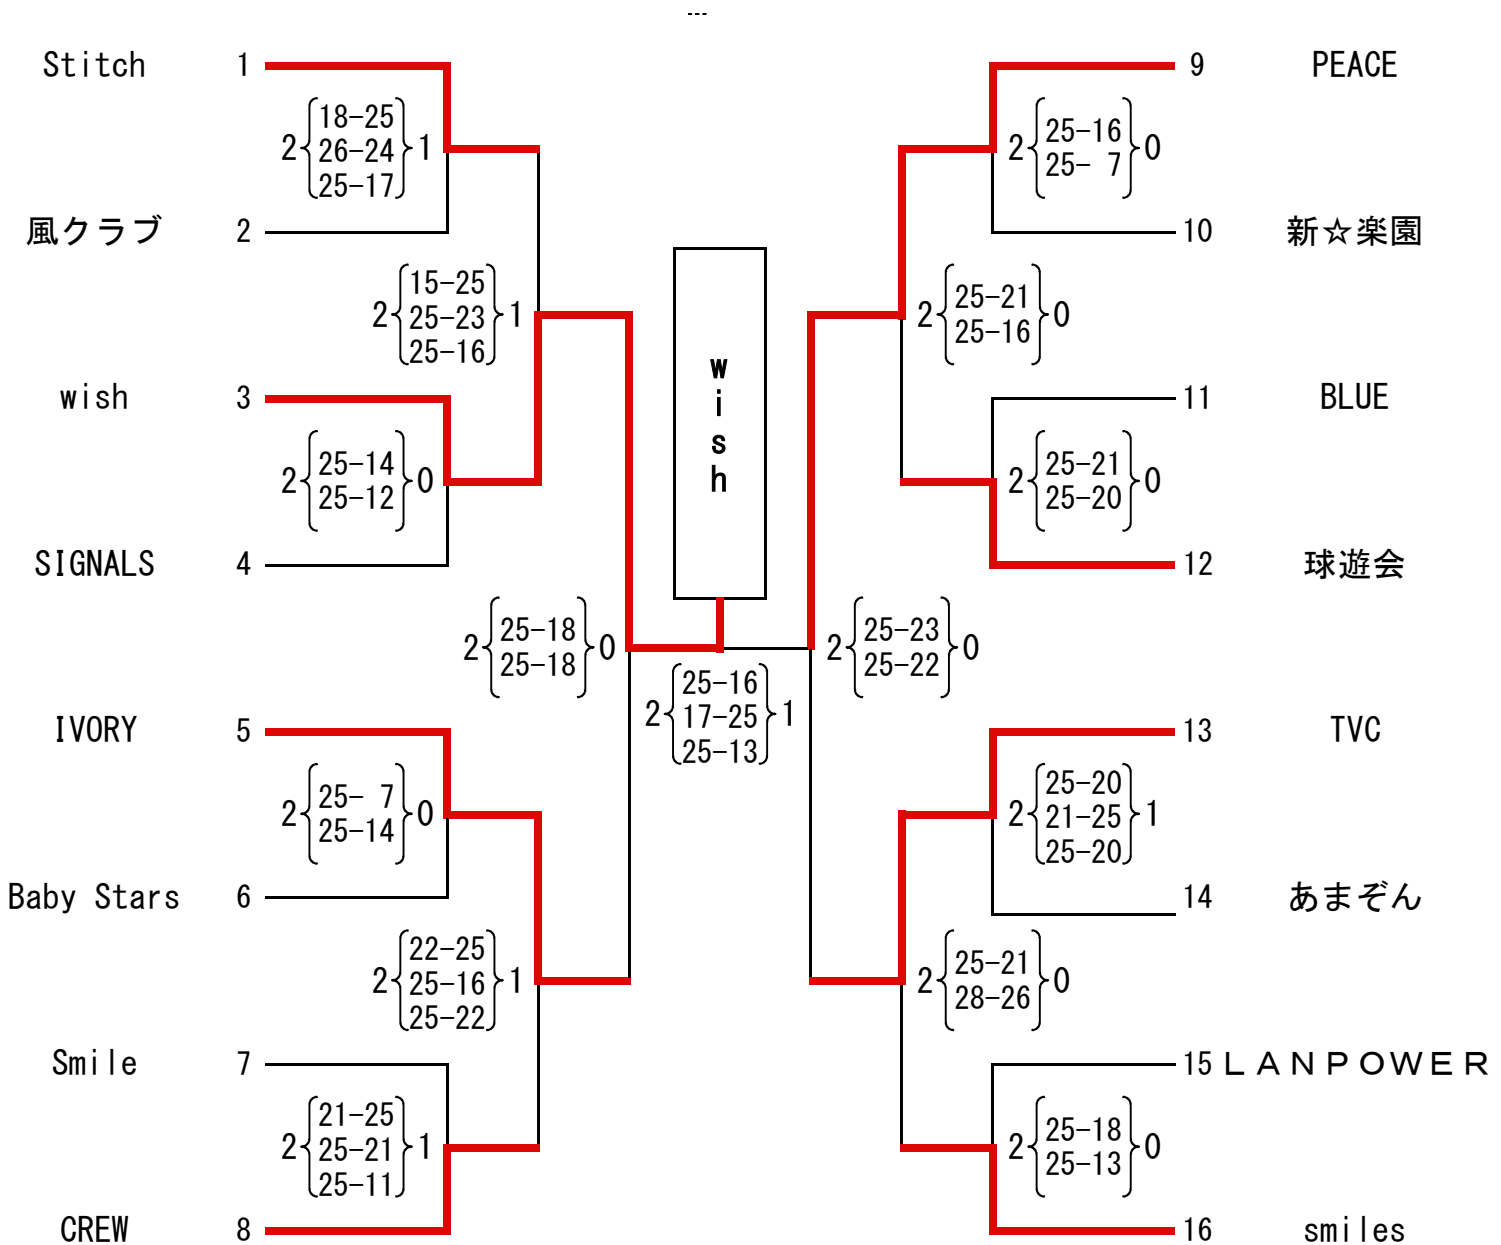 ---
Stitch 1
2 18-25 1
26-24
25-17
風クラブ 2
2 15-25 1
25-23
25-16
wish 3
2 25-14 0
25-12
SIGNALS 4
2 25-18 0
25-18
IVORY 5
2 25- 7 0
25-14
Baby Stars 6
2 22-25 1
25-16
25-22
Smile 7
2 21-25 1
25-21
25-11
CREW 8
wish
2 25-16 1
17-25
25-13
9 PEACE
2 25-16 0
25- 7
10 新☆楽園
2 25-21 0
25-16
11 BLUE
2 25-21 0
25-20
12 球遊会
2 25-23 0
25-22
13 TVC
2 25-20 1
21-25
25-20
14 あまぞん
2 25-21 0
28-26
15 ＬＡＮＰＯＷＥＲ
2 25-18 0
25-13
16 smiles